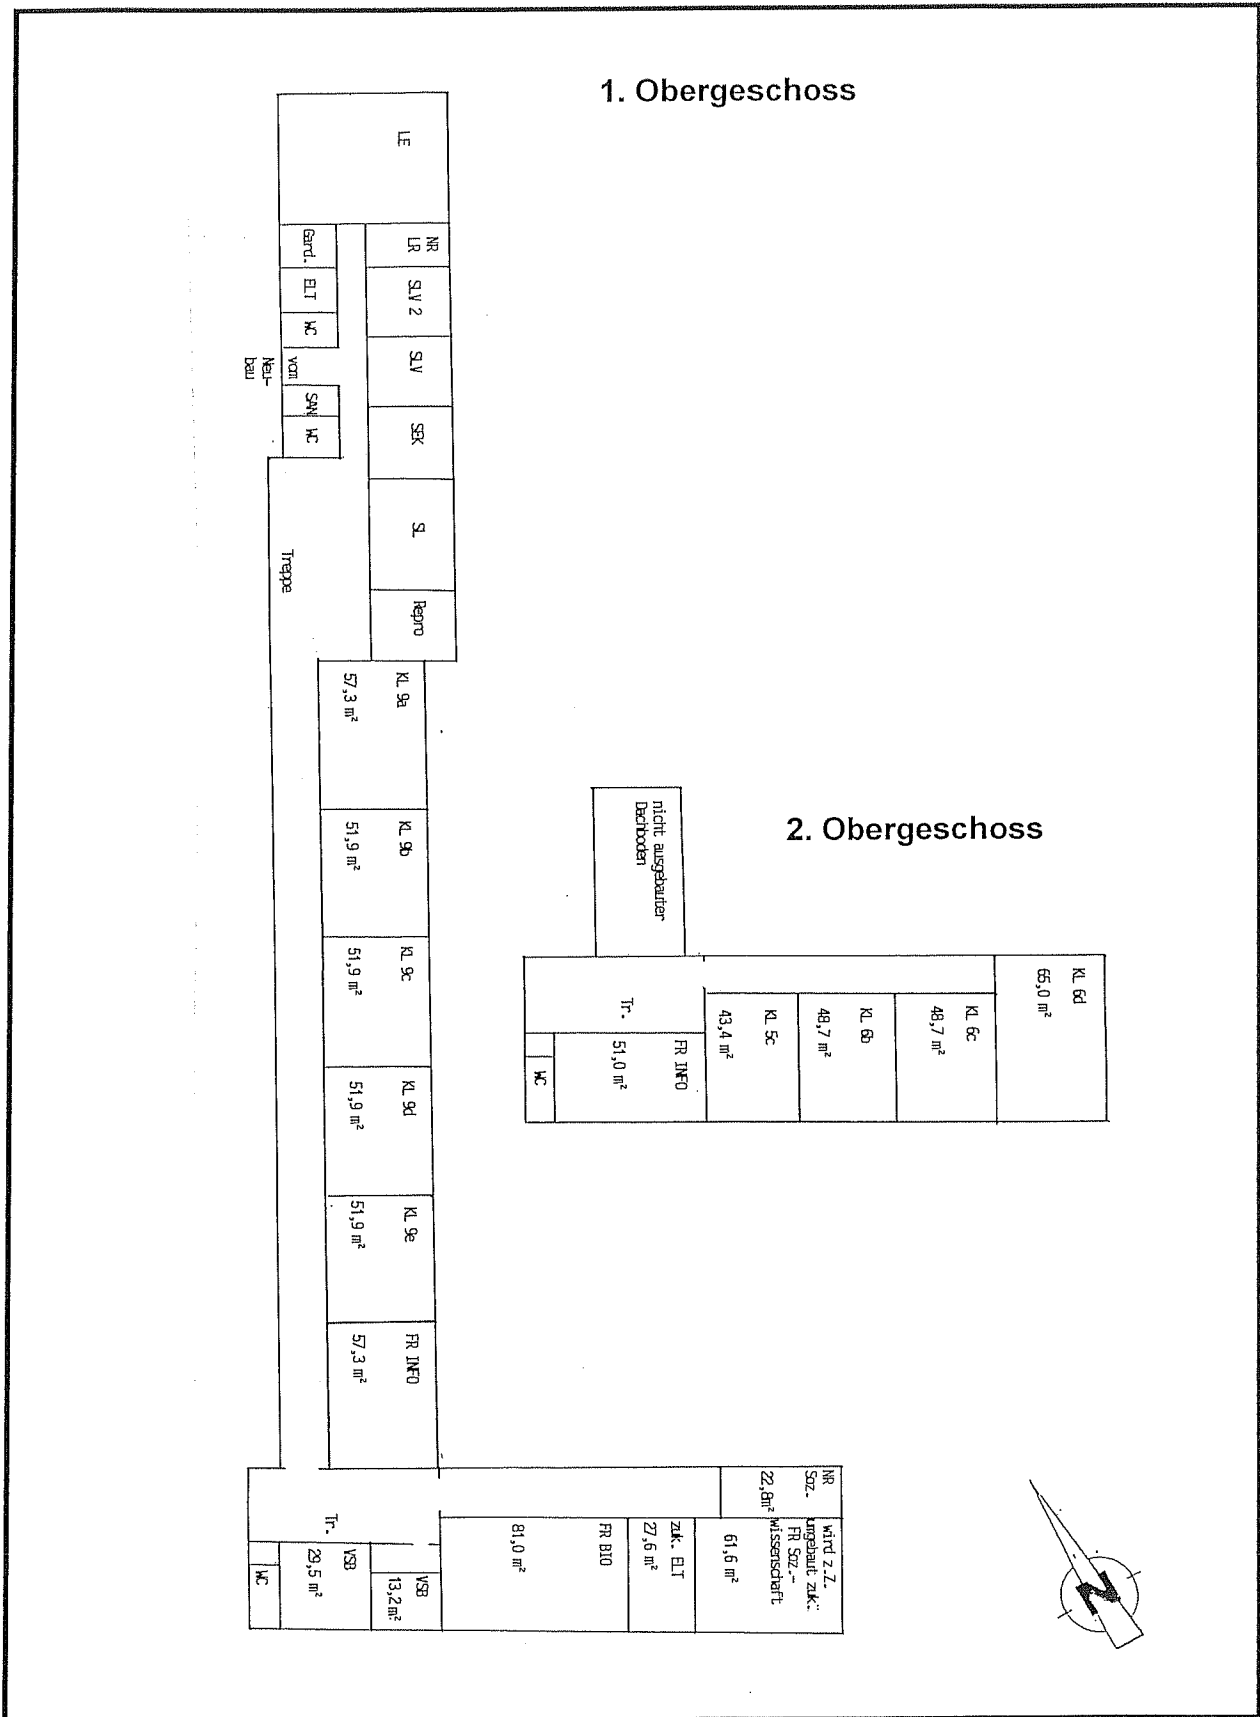 1. Obergeschoss
LE
NR
LR
Gard.
SLV 2
ELT
WC
SLV
vom
Neu-
bau
SAN
SEK
WC
SL
Treppe
Repro
KL 9a
57,3 m²
KL 9b
51,9 m²
KL 9c
51,9 m²
KL 9d
51,9 m²
KL 9e
51,9 m²
FR INFO
57,3 m²
Tr.
VSB
29,5 m²
WC
VSB
13,2 m²
FR BIO
81,0 m²
zuk. ELT
27,6 m²
NR
Soz.-
22,8m²
wird z.Z.
umgebaut zuk.:
FR Soz.-
wissenschaft
61,6 m²
2. Obergeschoss
nicht ausgebauter
Dachboden
Tr.
WC
FR INFO
51,0 m²
KL 5c
43,4 m²
KL 6b
48,7 m²
KL 6c
48,7 m²
KL 6d
65,0 m²
N